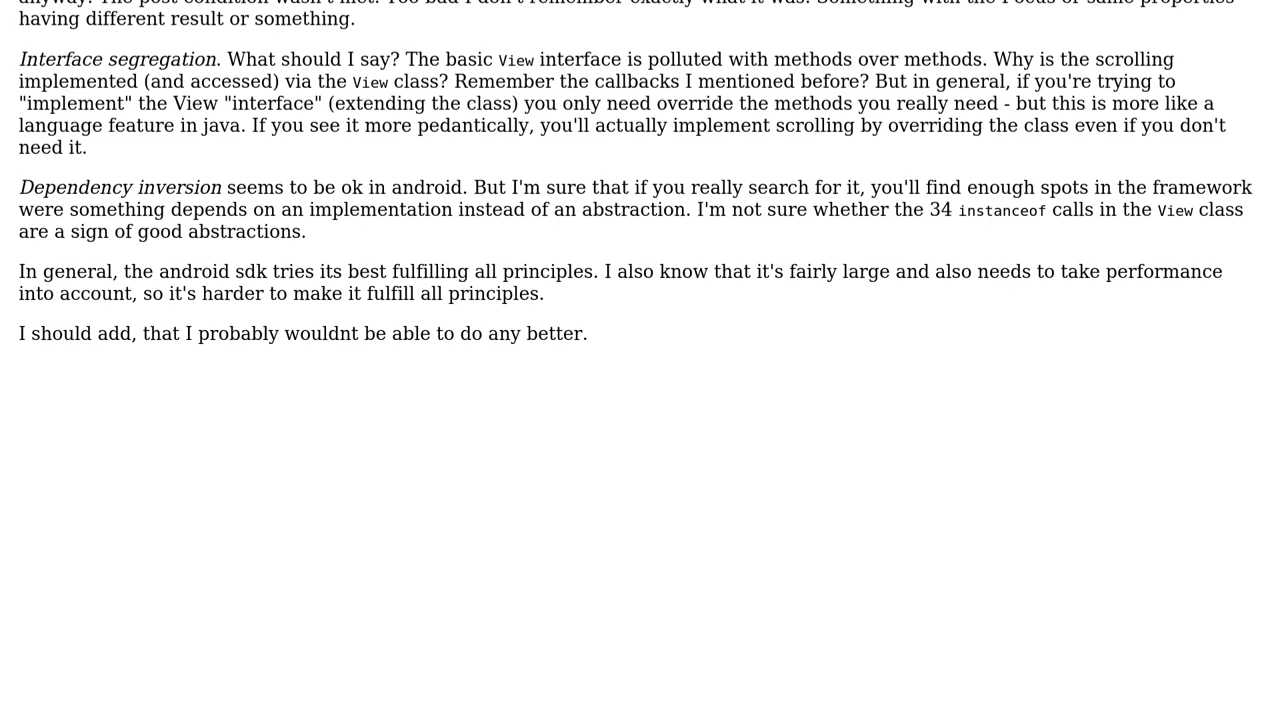 having different result or something.
Interface segregation. What should I say? The basic View interface is polluted with methods over methods. Why is the scrolling
implemented (and accessed) via the View class? Remember the callbacks I mentioned before? But in general, if you're trying to
"implement" the View "interface" (extending the class) you only need override the methods you really need - but this is more like a
language feature in java. If you see it more pedantically, you'll actually implement scrolling by overriding the class even if you don't
need it.
Dependency inversion seems to be ok in android. But I'm sure that if you really search for it, you'll find enough spots in the framework
were something depends on an implementation instead of an abstraction. I'm not sure whether the 34 instanceof calls in the View class
are a sign of good abstractions.
In general, the android sdk tries its best fulfilling all principles. I also know that it's fairly large and also needs to take performance
into account, so it's harder to make it fulfill all principles.
I should add, that I probably wouldnt be able to do any better.